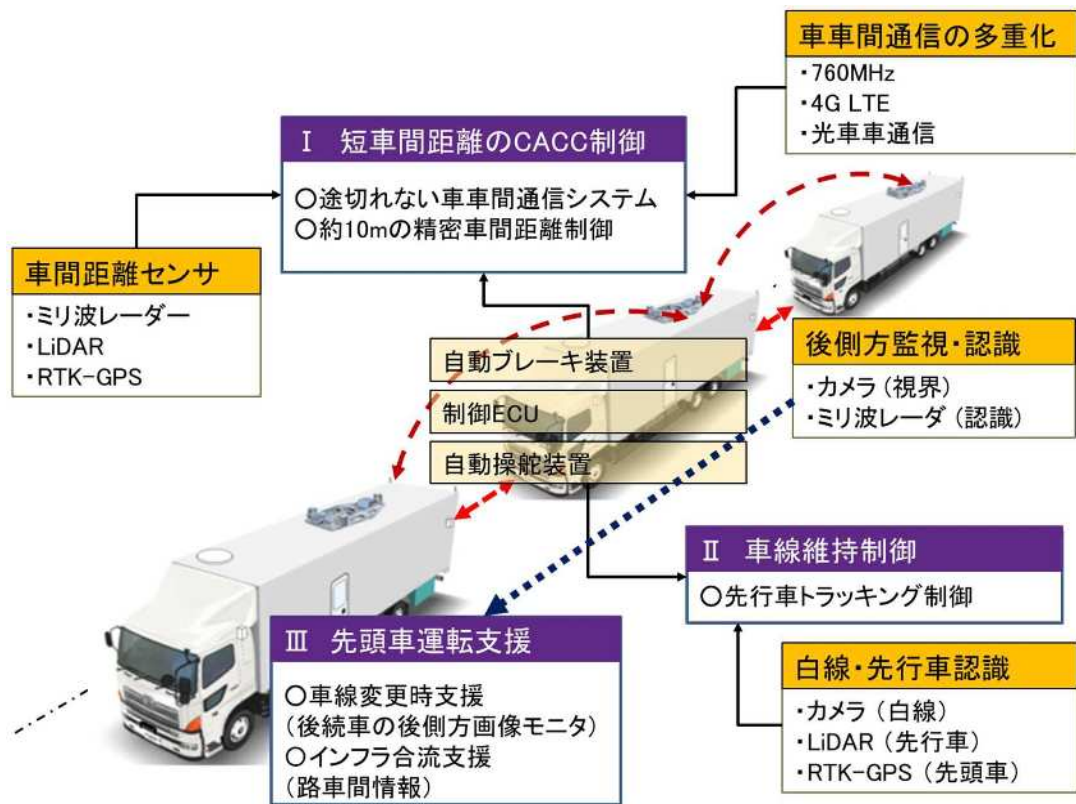 車車間通信の多重化
・760MHz
・4G LTE
・光車車通信
Ⅰ 短車間距離のCACC制御
○途切れない車車間通信システム
○約10mの精密車間距離制御
車間距離センサ
・ミリ波レーダー
・LiDAR
・RTK-GPS
自動ブレーキ装置
制御ECU
自動操舵装置
後側方監視・認識
・カメラ（視界）
・ミリ波レーダ（認識）
Ⅱ 車線維持制御
○先行車トラッキング制御
Ⅲ 先頭車運転支援
○車線変更時支援
(後続車の後側方画像モニタ)
○インフラ合流支援
(路車間情報)
白線・先行車認識
・カメラ（白線）
・LiDAR（先行車）
・RTK-GPS（先頭車）